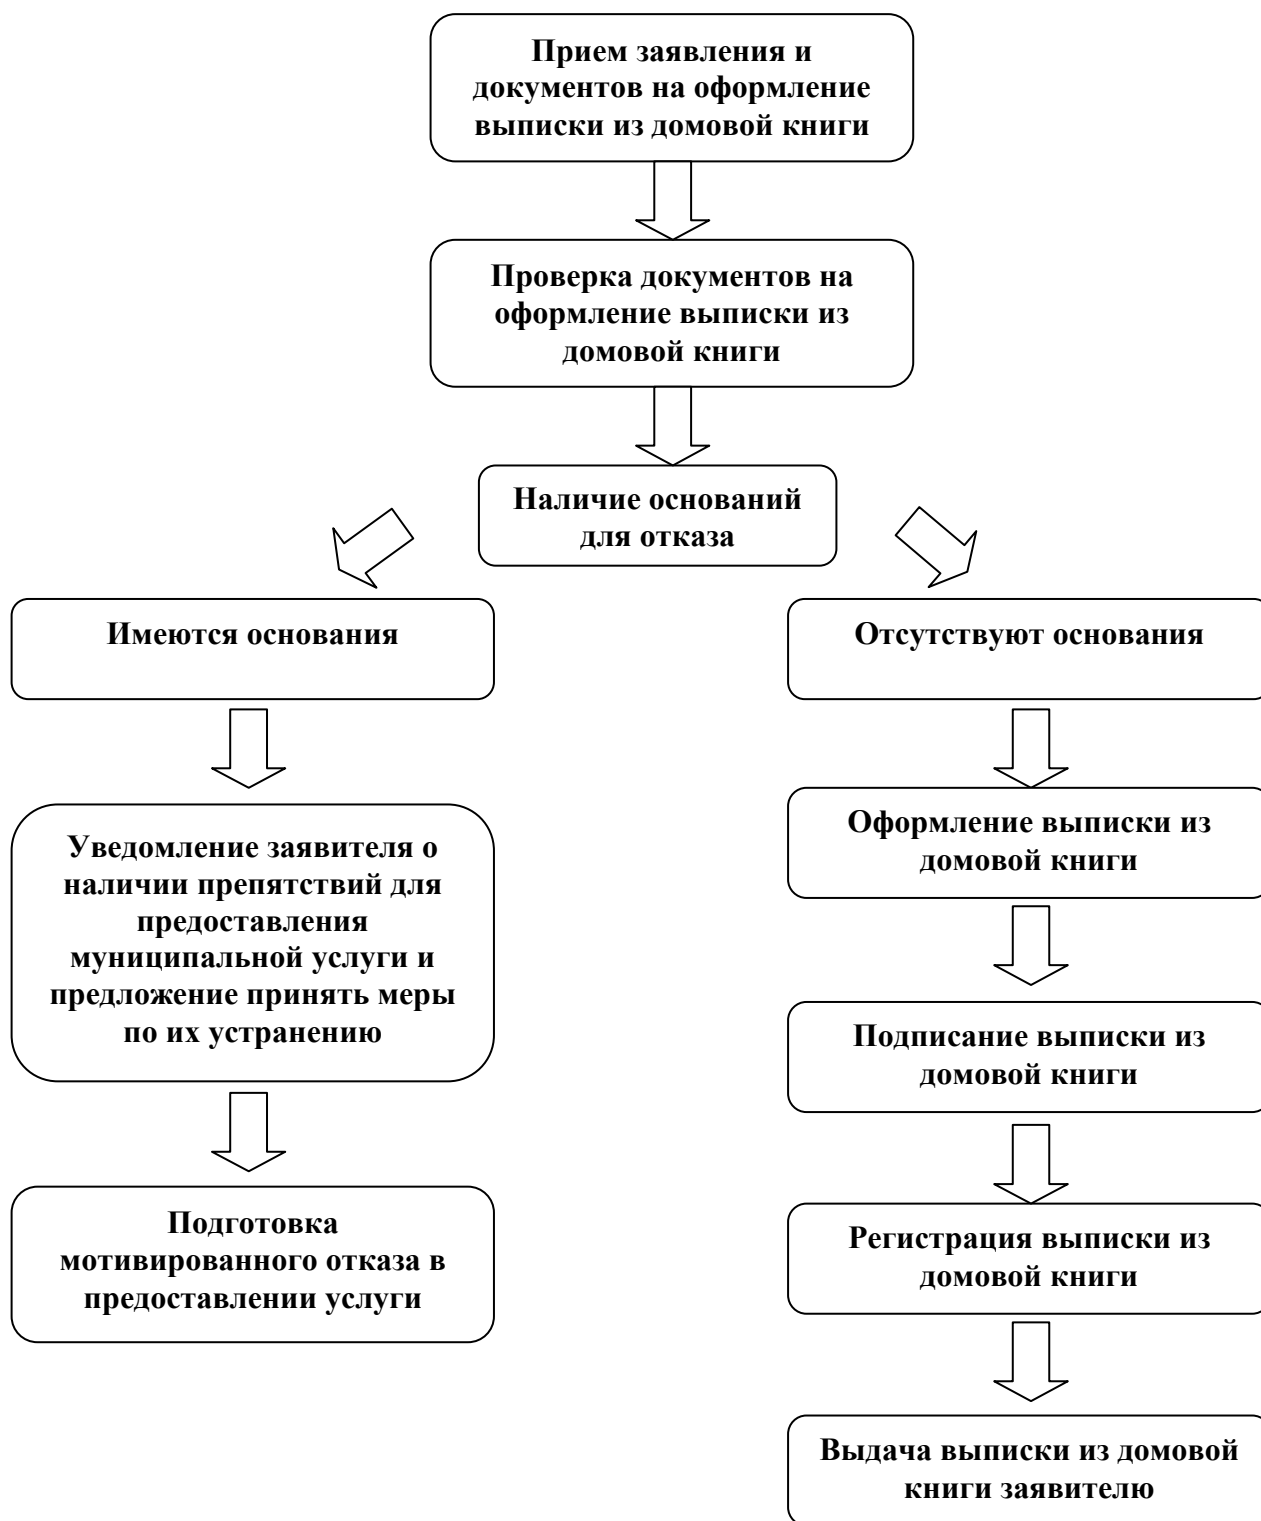 Прием заявления и
документов на оформление
выписки из домовой книги
Проверка документов на
оформление выписки из
домовой книги
Наличие оснований
для отказа
Имеются основания
Отсутствуют основания
Уведомление заявителя о
наличии препятствий для
предоставления
муниципальной услуги и
предложение принять меры
по их устранению
Подготовка
мотивированного отказа в
предоставлении услуги
Оформление выписки из
домовой книги
Подписание выписки из
домовой книги
Регистрация выписки из
домовой книги
Выдача выписки из домовой
книги заявителю